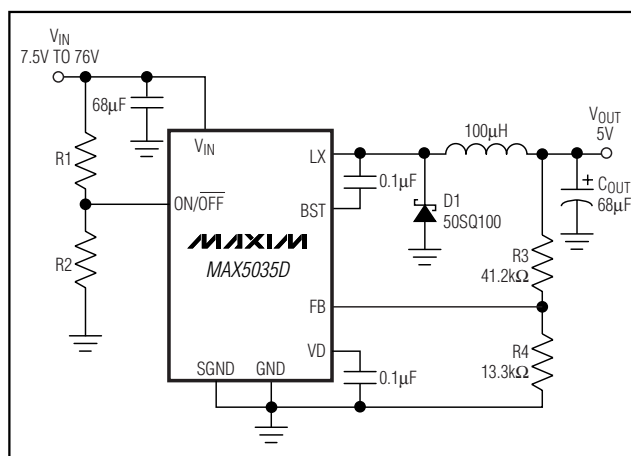 VIN
7.5V TO 76V
68µF
R1
R2
VIN
ON/OFF
MAXIM
MAX5035D
SGND
GND
LX
BST
FB
VD
0.1µF
0.1µF
100µH
D1
50SQ100
VOUT
5V
+
COUT
68µF
R3
41.2kΩ
R4
13.3kΩ